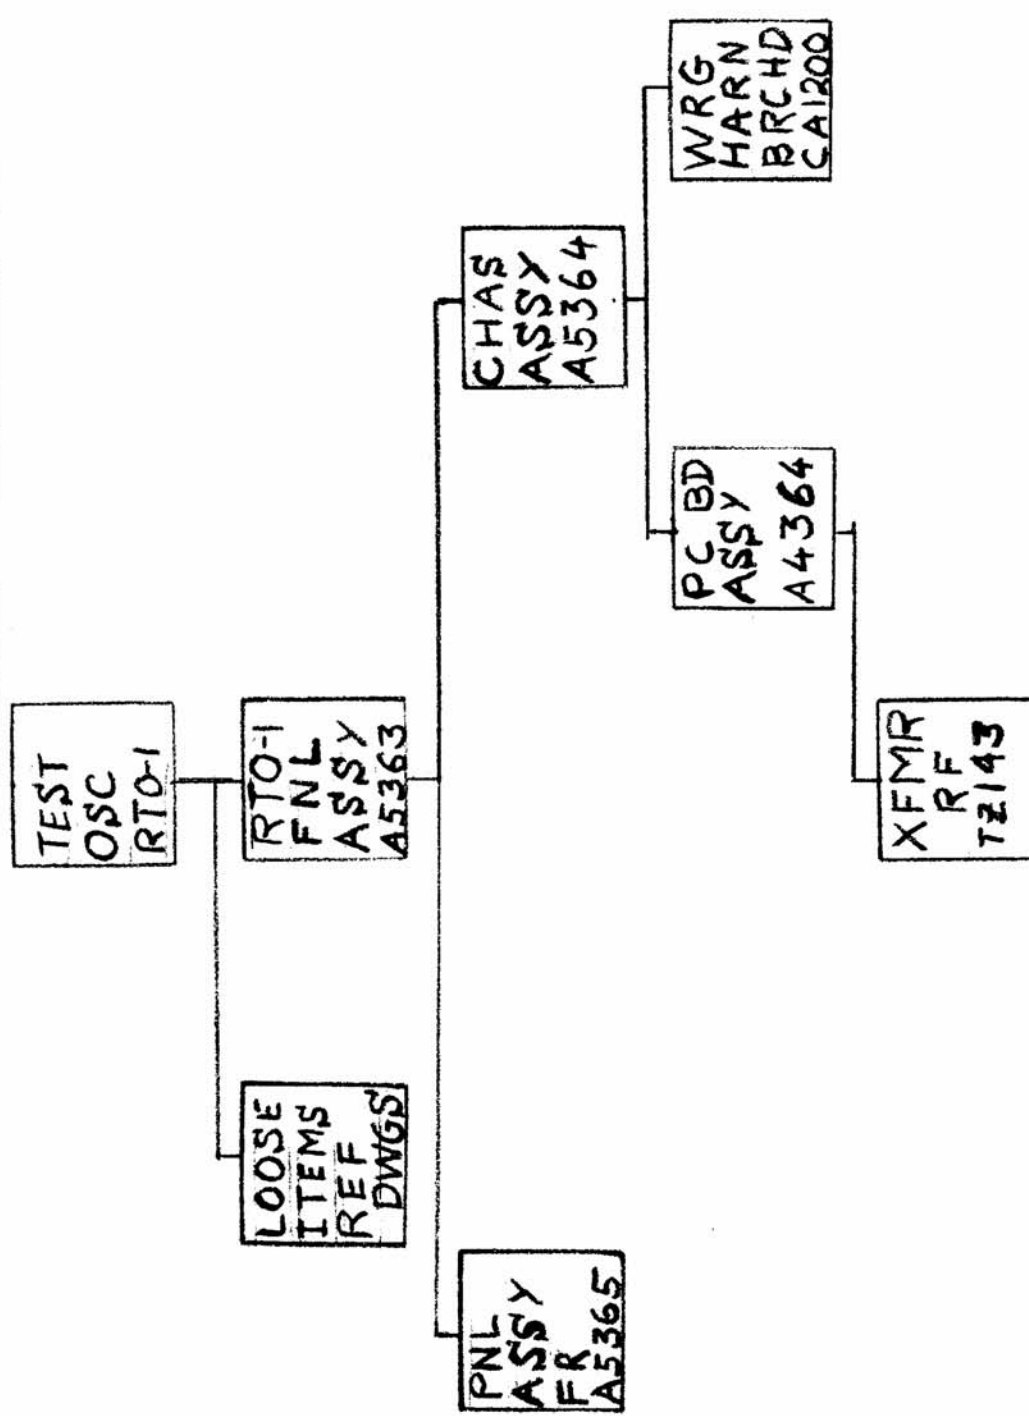 TEST
OSC
RTO-1
LOOSE
ITEMS
REF
DWGS
RTO-1
FNL
ASSY
A5363
PNL
ASSY
FR
A5365
CHAS
ASSY
A5364
PC BD
ASSY
A4364
WRG
HARN
BRCHD
CA1200
XFMR
RF
TZ143